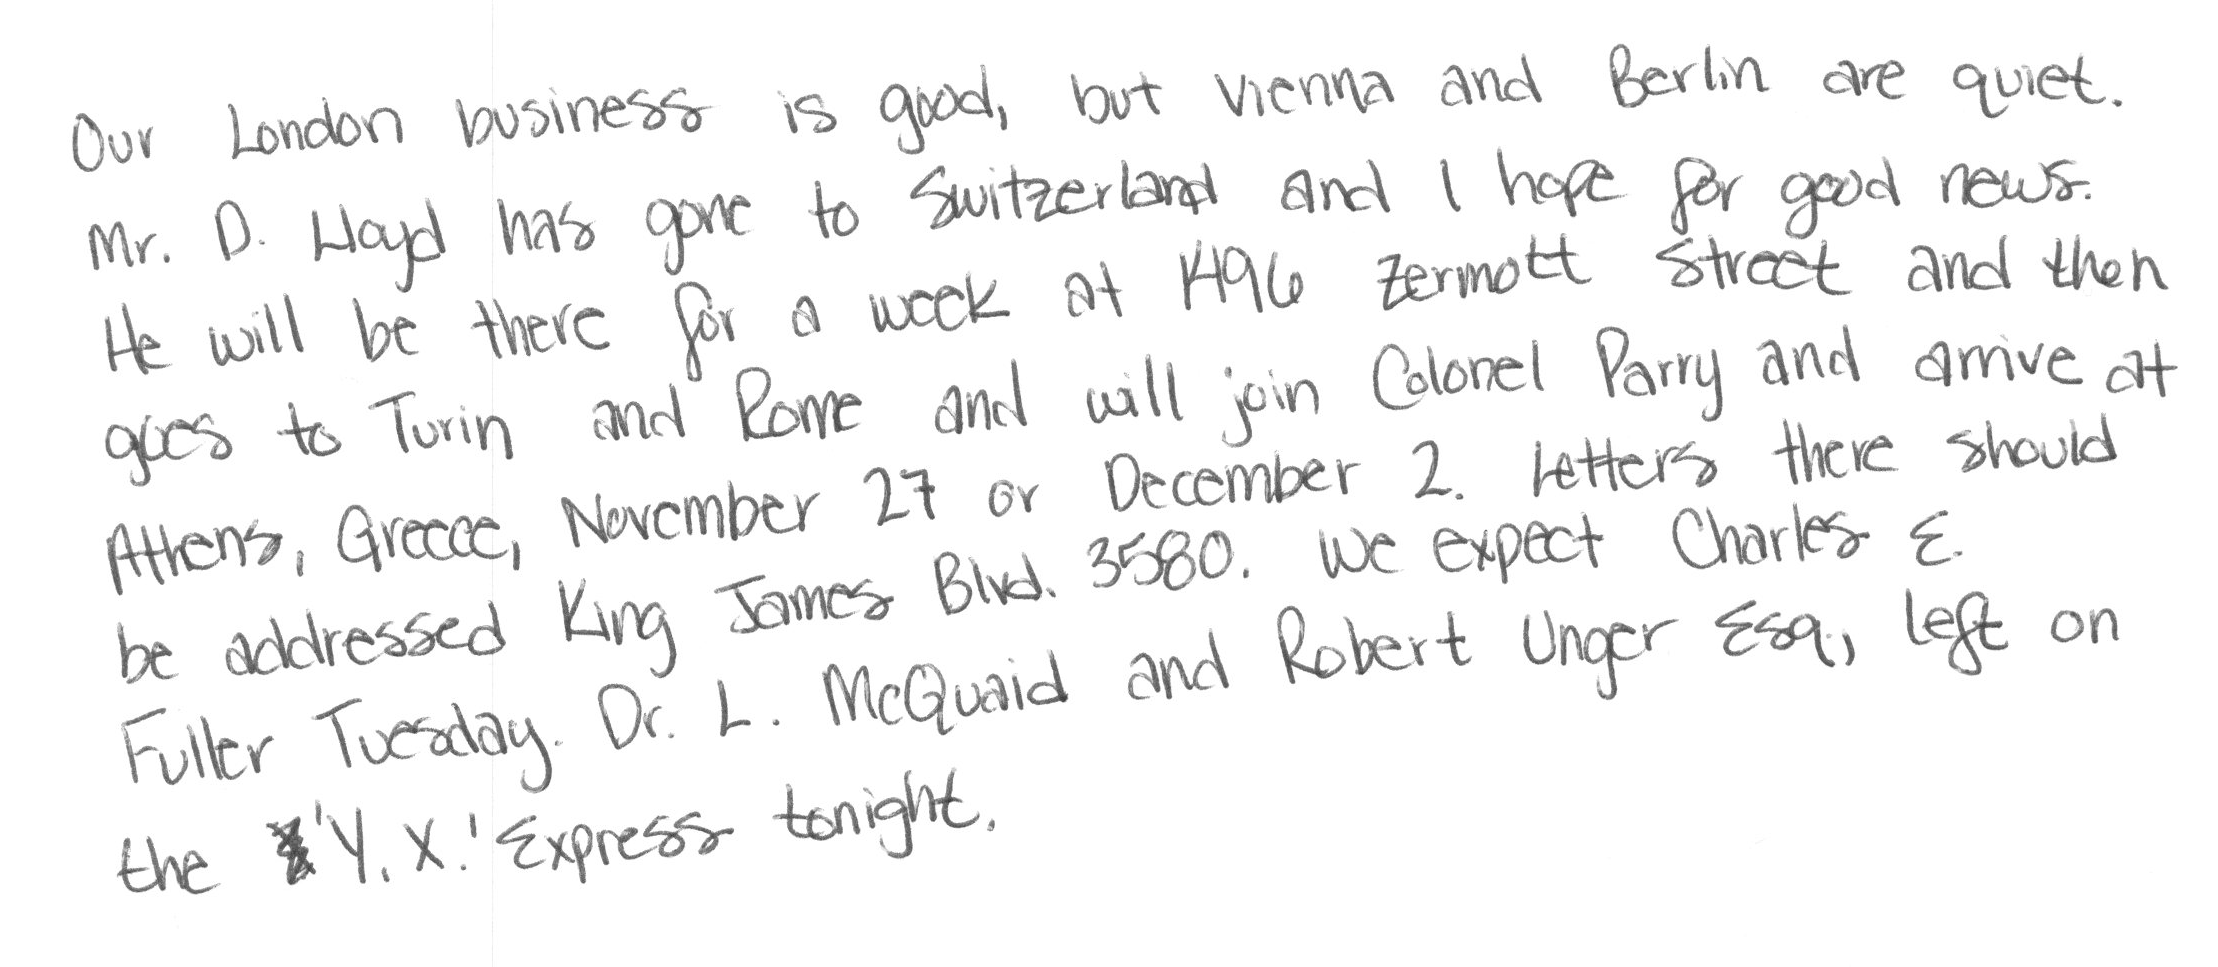 Our London business is good, but Vienna and Berlin are quiet.
Mr. D. Lloyd has gone to Switzerland and I hope for good news.
He will be there for a week at 1496 Zermott Street and then
goes to Turin and Rome and will join Colonel Parry and arrive at
Athens, Greece, November 27 or December 2. Letters there should
be addressed King James Blvd. 3580. We expect Charles E.
Fuller Tuesday. Dr. L. McQuaid and Robert Unger Esq., left on
the 'Y. X.' Express tonight.